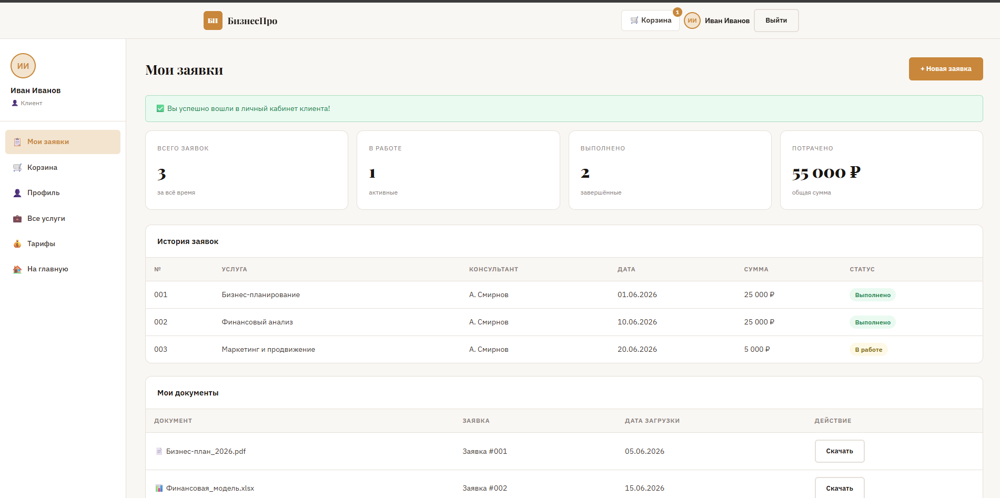 БП БизнесПро
Корзина 1 ИИ Иван Иванов Выйти
ИИ
Иван Иванов
Клиент
Мои заявки
Корзина
Профиль
Все услуги
Тарифы
На главную
Мои заявки
+ Новая заявка
Вы успешно вошли в личный кабинет клиента!
ВСЕГО ЗАЯВОК
3
за всё время
В РАБОТЕ
1
активные
ВЫПОЛНЕНО
2
завершённые
ПОТРАЧЕНО
55 000 ₽
общая сумма
История заявок
№ УСЛУГА КОНСУЛЬТАНТ ДАТА СУММА СТАТУС
001 Бизнес-планирование А. Смирнов 01.06.2026 25 000 ₽ Выполнено
002 Финансовый анализ А. Смирнов 10.06.2026 25 000 ₽ Выполнено
003 Маркетинг и продвижение А. Смирнов 20.06.2026 5 000 ₽ В работе
Мои документы
ДОКУМЕНТ ЗАЯВКА ДАТА ЗАГРУЗКИ ДЕЙСТВИЕ
Бизнес-план_2026.pdf Заявка #001 05.06.2026 Скачать
Финансовая_модель.xlsx Заявка #002 15.06.2026 Скачать